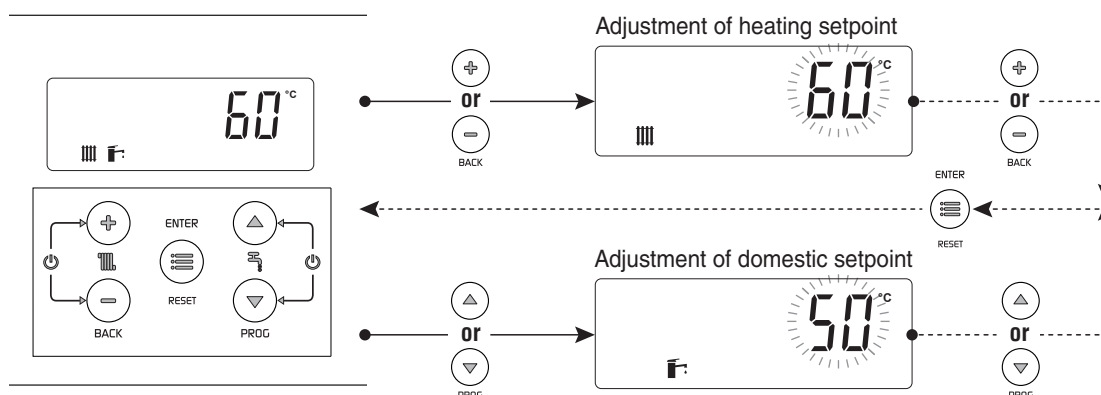 Adjustment of heating setpoint
60 °C
or
BACK
60 °C
or
BACK
ENTER
RESET
ENTER
RESET
BACK
PROG
Adjustment of domestic setpoint
or
PROG
50 °C
or
PROG